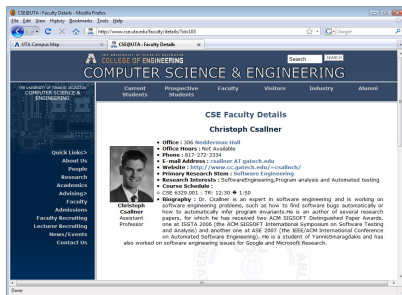 CSE@UTA : Faculty Details - Mozilla Firefox
File Edit View History Bookmarks Tools Help
http://www.cse.uta.edu/faculty/details/?id=103
Google
UTA Campus Map
CSE@UTA : Faculty Details
THE UNIVERSITY OF TEXAS AT ARLINGTON
COLLEGE OF ENGINEERING
Search
SEARCH
COMPUTER SCIENCE & ENGINEERING
THE UNIVERSITY OF TEXAS AT ARLINGTON
COMPUTER SCIENCE &
ENGINEERING
Current Students
Prospective Students
Faculty
Visitors
Industry
Alumni
Quick Links>
About Us
People
Research
Academics
Advising>
Faculty
Admissions
Faculty Recruiting
Lecturer Recruiting
News/Events
Contact Us
CSE Faculty Details
Christoph Csallner
• Office : 306 Nedderman Hall
• Office Hours : Not Available
• Phone : 817-272-3334
• E-mail Address : csallner AT gatech.edu
• Website : http://www.cc.gatech.edu/~csallnch/
• Primary Research Stem : Software Engineering
• Research Interests : SoftwareEngineering,Program analysis and Automated testing
• Course Schedule :
• CSE 6329.001 : TR: 12:30 � 1:50
• Biography : Dr. Csallner is an expert in software engineering and is working on
software engineering problems, such as how to find software bugs automatically or
how to automatically infer program invariants.He is an author of several research
papers, for which he has received two ACM SIGSOFT Distinguished Paper Awards,
one at ISSTA 2006 (the ACM SIGSOFT International Symposium on Software Testing
and Analysis) and another one at ASE 2007 (the IEEE/ACM International Conference
on Automated Software Engineering). He is a student of YannisSmaragdakis and has
also worked on software engineering issues for Google and Microsoft Research.
Christoph
Csallner
Assistant
Professor
Done